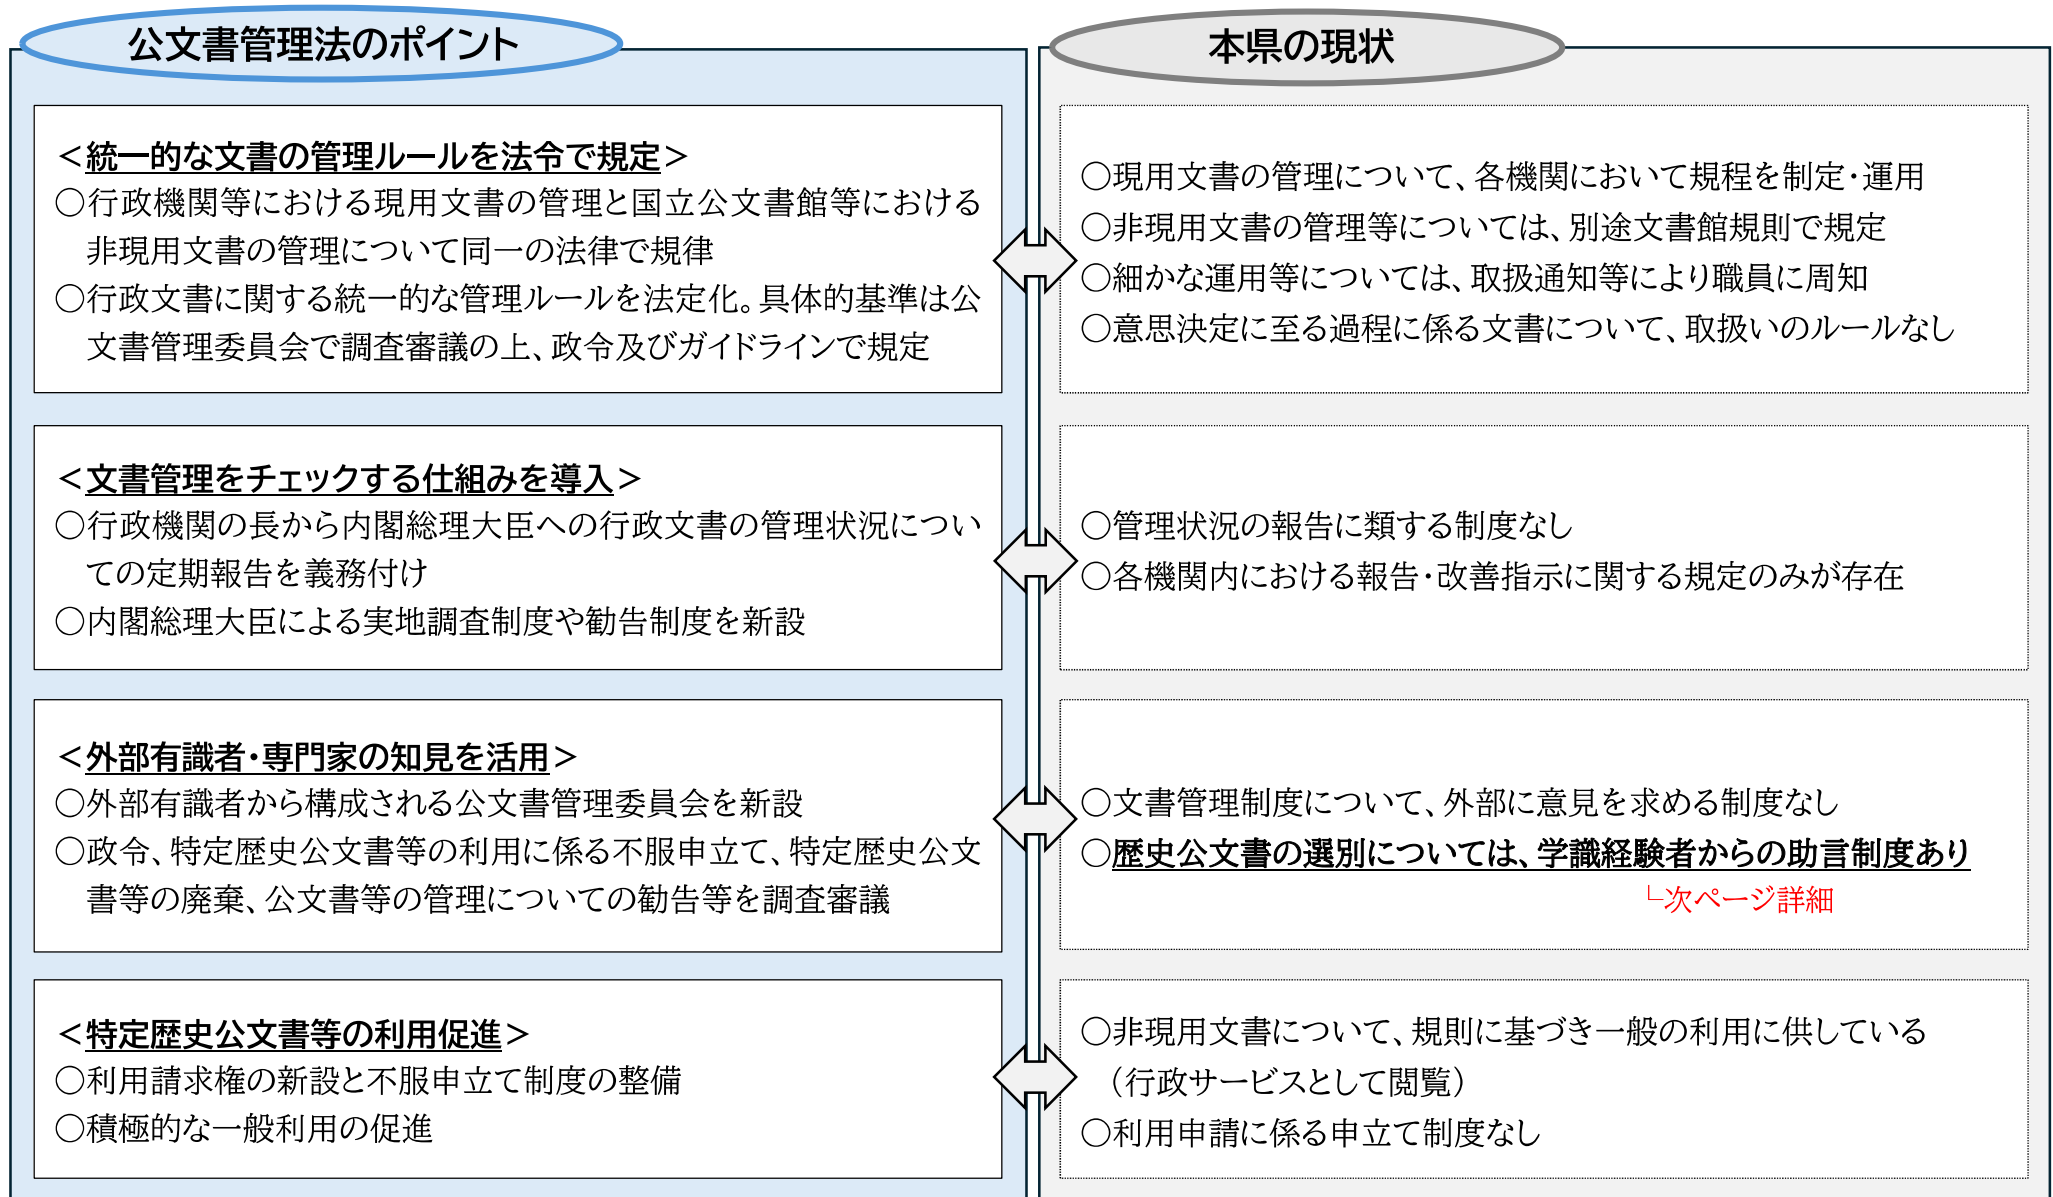 公文書管理法のポイント
＜統一的な文書の管理ルールを法令で規定＞
○行政機関等における現用文書の管理と国立公文書館等における
非現用文書の管理について同一の法律で規律
○行政文書に関する統一的な管理ルールを法定化。具体的基準は公
文書管理委員会で調査審議の上、政令及びガイドラインで規定
＜文書管理をチェックする仕組みを導入＞
○行政機関の長から内閣総理大臣への行政文書の管理状況につい
ての定期報告を義務付け
○内閣総理大臣による実地調査制度や勧告制度を新設
＜外部有識者・専門家の知見を活用＞
○外部有識者から構成される公文書管理委員会を新設
○政令、特定歴史公文書等の利用に係る不服申立て、特定歴史公文
書等の廃棄、公文書等の管理についての勧告等を調査審議
＜特定歴史公文書等の利用促進＞
○利用請求権の新設と不服申立て制度の整備
○積極的な一般利用の促進
本県の現状
○現用文書の管理について、各機関において規程を制定・運用
○非現用文書の管理等については、別途文書館規則で規定
○細かな運用等については、取扱通知等により職員に周知
○意思決定に至る過程に係る文書について、取扱いのルールなし
○管理状況の報告に類する制度なし
○各機関内における報告・改善指示に関する規定のみが存在
○文書管理制度について、外部に意見を求める制度なし
○歴史公文書の選別については、学識経験者からの助言制度あり
└次ページ詳細
○非現用文書について、規則に基づき一般の利用に供している
（行政サービスとして閲覧）
○利用申請に係る申立て制度なし